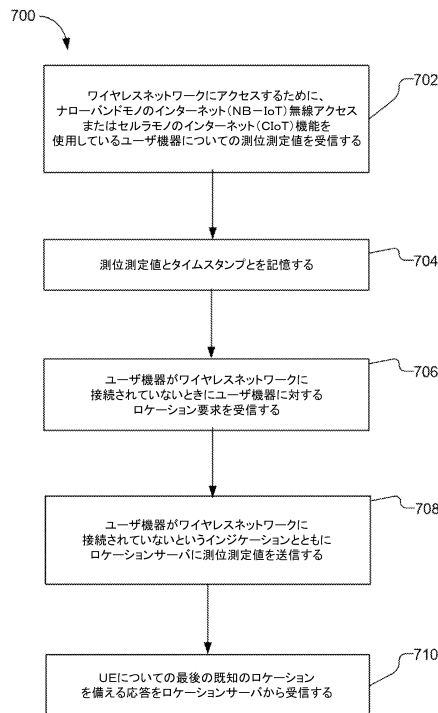 700
ワイヤレスネットワークにアクセスするために、
ナローバンドモノのインターネット(NB-IoT)無線アクセス
またはセルラモノのインターネット(CIoT)機能を
使用しているユーザ機器についての測位測定値を受信する
702
測位測定値とタイムスタンプとを記憶する
704
ユーザ機器がワイヤレスネットワークに
接続されていないときにユーザ機器に対する
ロケーション要求を受信する
706
ユーザ機器がワイヤレスネットワークに
接続されていないというインジケーションとともに
ロケーションサーバに測位測定値を送信する
708
UEについての最後の既知のロケーション
を備える応答をロケーションサーバから受信する
710